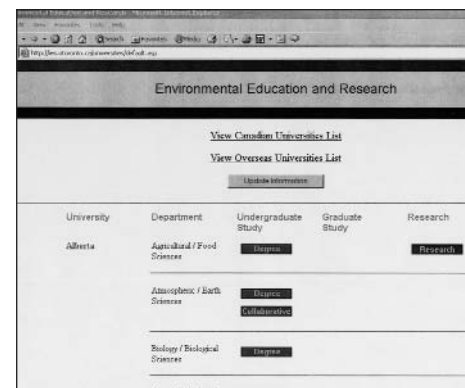 Environmental Education and Research
View Canadian Universities List
View Overseas Universities List
Update Information
University Department Undergraduate Study Graduate Study Research
Alberta Agricultural / Food Sciences Degree Research
Atmospheric / Earth Sciences Degree Collaborative
Biology / Biological Sciences Degree